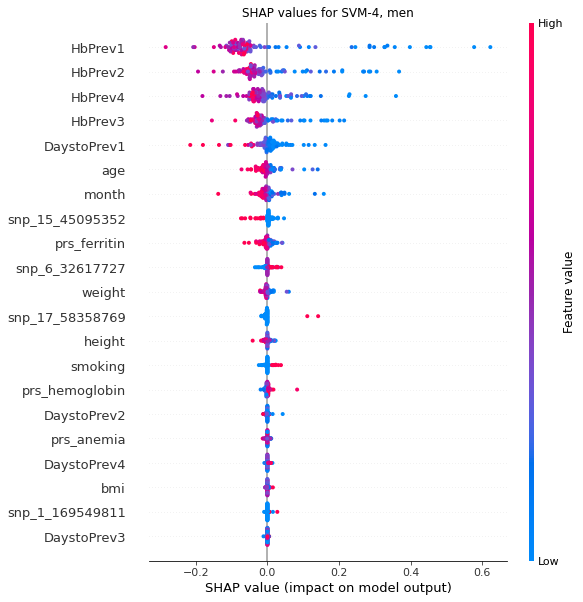 SHAP values for SVM-4, men
High
HbPrev1
HbPrev2
HbPrev4
HbPrev3
DaystoPrev1
age
month
snp_15_45095352
prs_ferritin
snp_6_32617727
weight
snp_17_58358769
height
smoking
prs_hemoglobin
DaystoPrev2
prs_anemia
DaystoPrev4
bmi
snp_1_169549811
DaystoPrev3
Feature value
Low
−0.2 0.0 0.2 0.4 0.6
SHAP value (impact on model output)